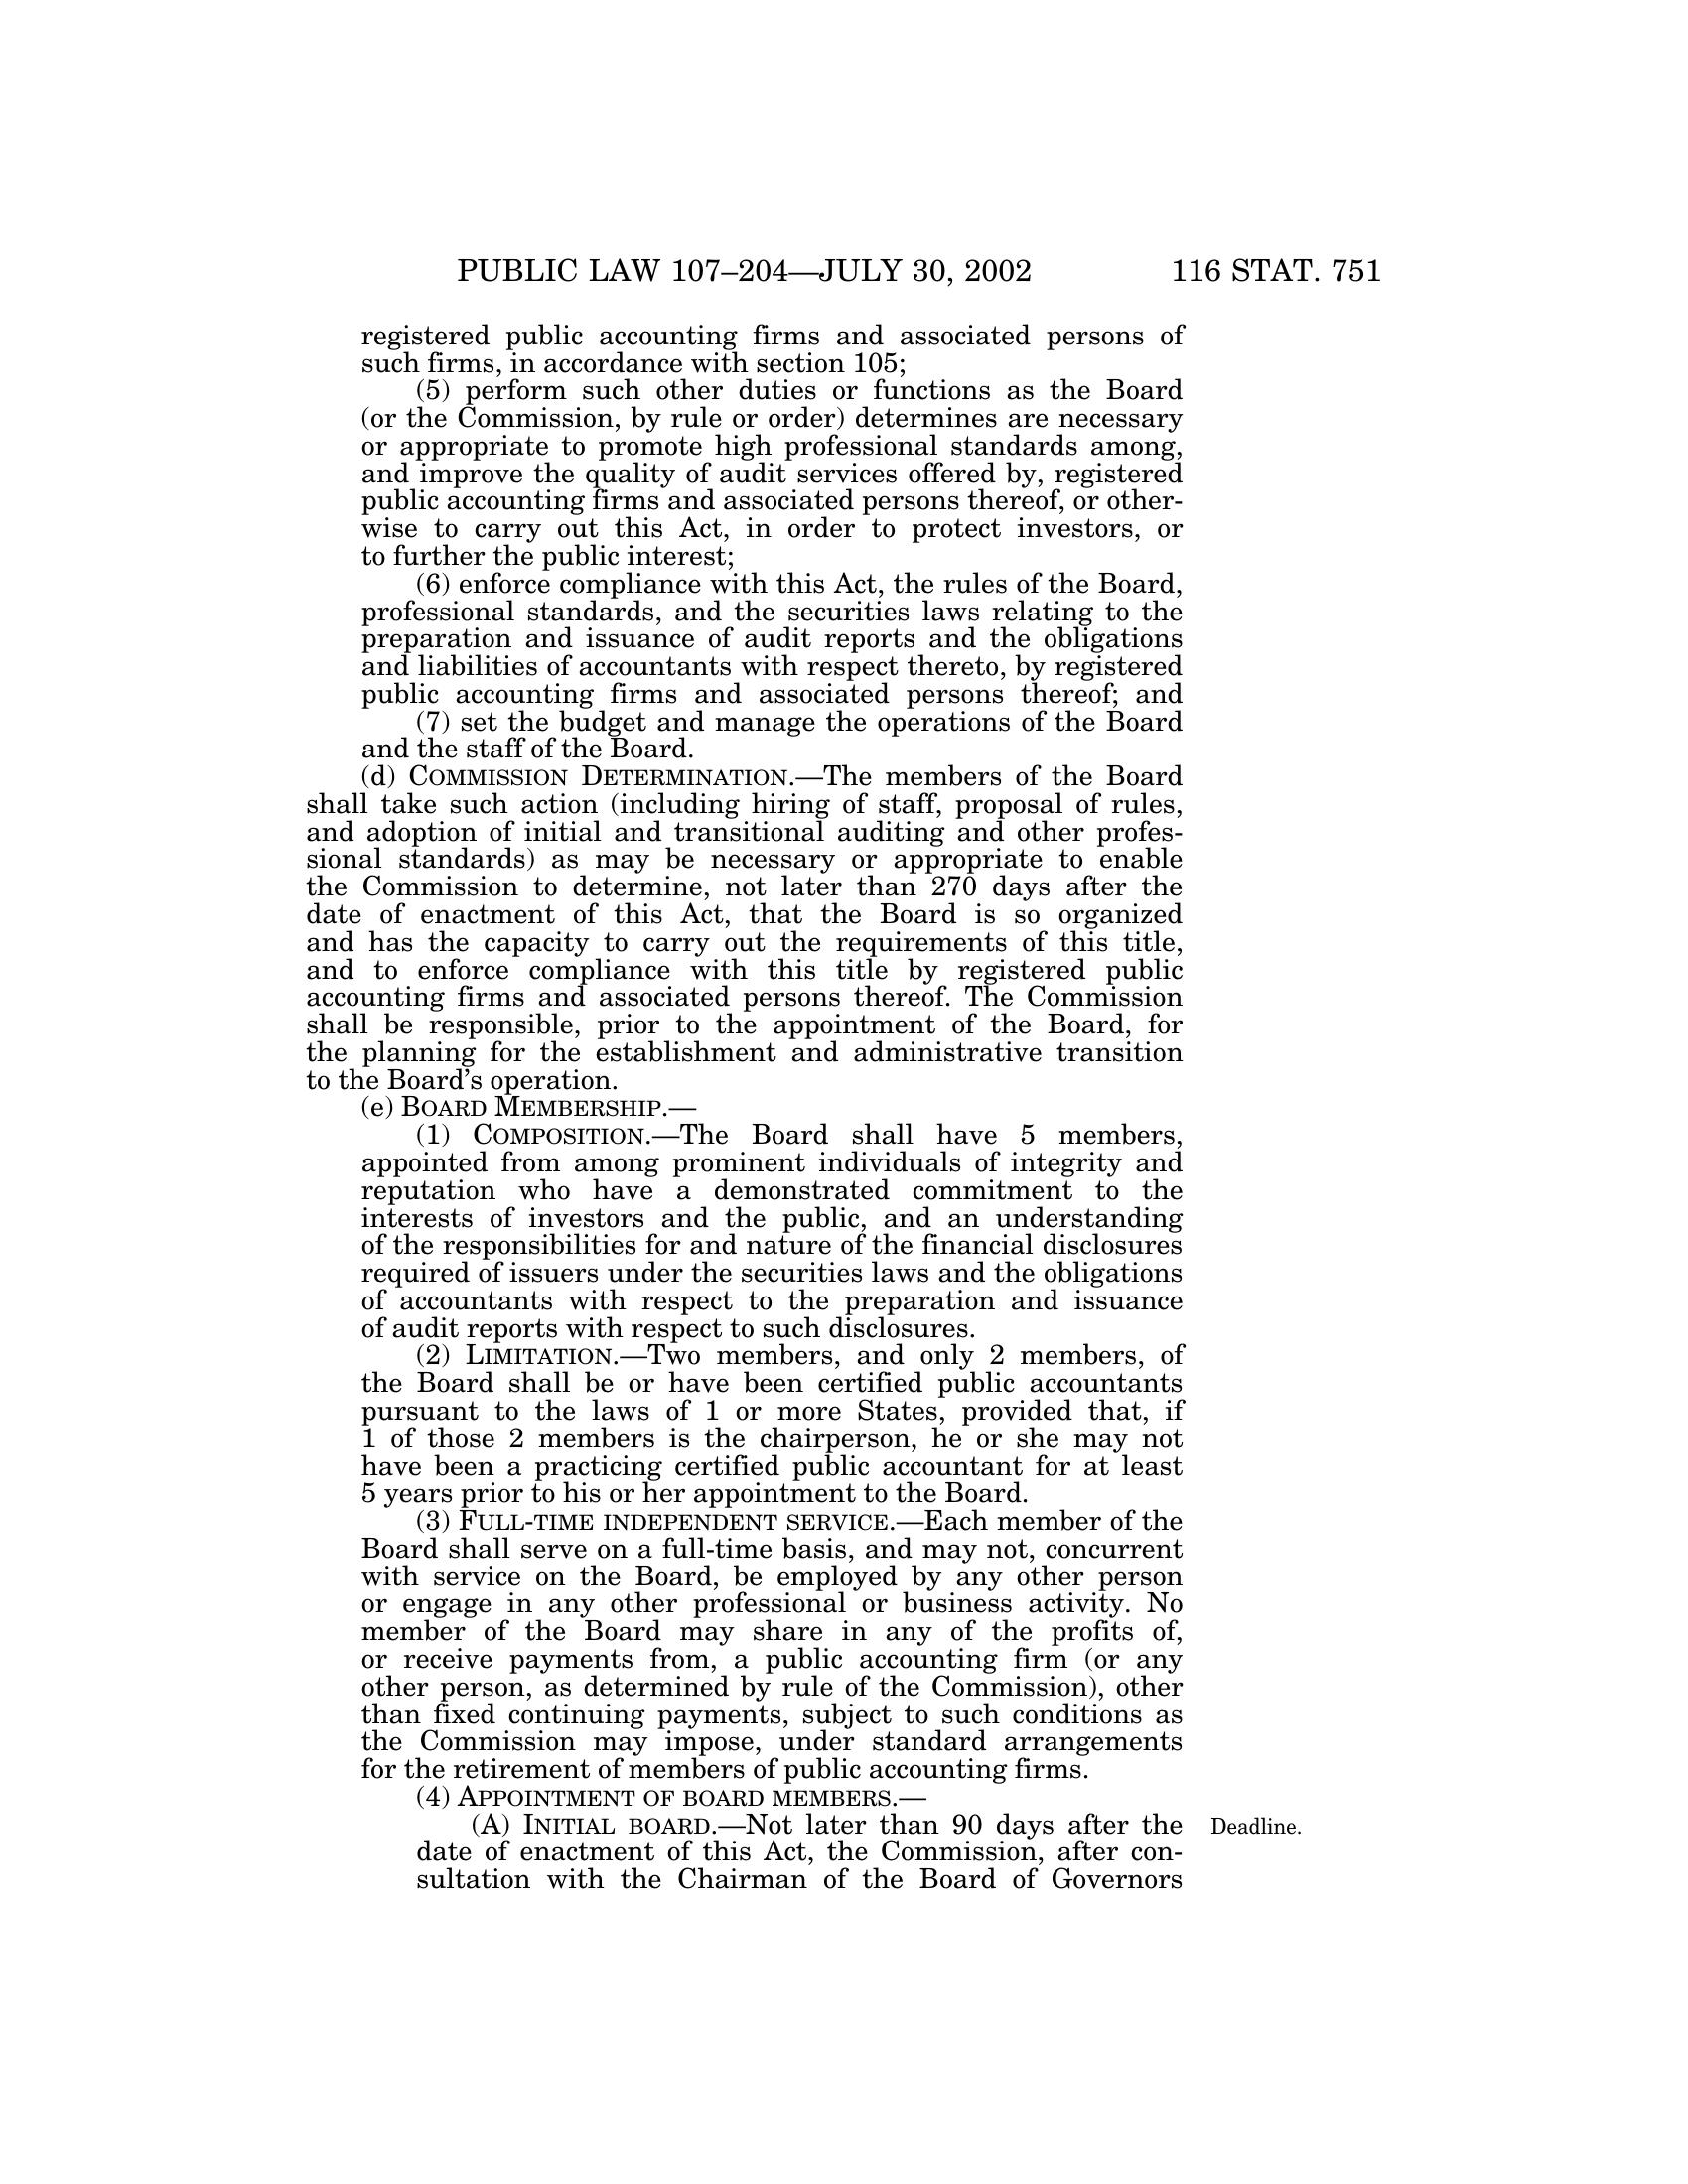 PUBLIC LAW 107–204—JULY 30, 2002 116 STAT. 751
registered public accounting firms and associated persons of
such firms, in accordance with section 105;
(5) perform such other duties or functions as the Board
(or the Commission, by rule or order) determines are necessary
or appropriate to promote high professional standards among,
and improve the quality of audit services offered by, registered
public accounting firms and associated persons thereof, or other-
wise to carry out this Act, in order to protect investors, or
to further the public interest;
(6) enforce compliance with this Act, the rules of the Board,
professional standards, and the securities laws relating to the
preparation and issuance of audit reports and the obligations
and liabilities of accountants with respect thereto, by registered
public accounting firms and associated persons thereof; and
(7) set the budget and manage the operations of the Board
and the staff of the Board.
(d) COMMISSION DETERMINATION.—The members of the Board
shall take such action (including hiring of staff, proposal of rules,
and adoption of initial and transitional auditing and other profes-
sional standards) as may be necessary or appropriate to enable
the Commission to determine, not later than 270 days after the
date of enactment of this Act, that the Board is so organized
and has the capacity to carry out the requirements of this title,
and to enforce compliance with this title by registered public
accounting firms and associated persons thereof. The Commission
shall be responsible, prior to the appointment of the Board, for
the planning for the establishment and administrative transition
to the Board's operation.
(e) BOARD MEMBERSHIP.—
(1) COMPOSITION.—The Board shall have 5 members,
appointed from among prominent individuals of integrity and
reputation who have a demonstrated commitment to the
interests of investors and the public, and an understanding
of the responsibilities for and nature of the financial disclosures
required of issuers under the securities laws and the obligations
of accountants with respect to the preparation and issuance
of audit reports with respect to such disclosures.
(2) LIMITATION.—Two members, and only 2 members, of
the Board shall be or have been certified public accountants
pursuant to the laws of 1 or more States, provided that, if
1 of those 2 members is the chairperson, he or she may not
have been a practicing certified public accountant for at least
5 years prior to his or her appointment to the Board.
(3) FULL-TIME INDEPENDENT SERVICE.—Each member of the
Board shall serve on a full-time basis, and may not, concurrent
with service on the Board, be employed by any other person
or engage in any other professional or business activity. No
member of the Board may share in any of the profits of,
or receive payments from, a public accounting firm (or any
other person, as determined by rule of the Commission), other
than fixed continuing payments, subject to such conditions as
the Commission may impose, under standard arrangements
for the retirement of members of public accounting firms.
(4) APPOINTMENT OF BOARD MEMBERS.—
(A) INITIAL BOARD.—Not later than 90 days after the Deadline.
date of enactment of this Act, the Commission, after con-
sultation with the Chairman of the Board of Governors